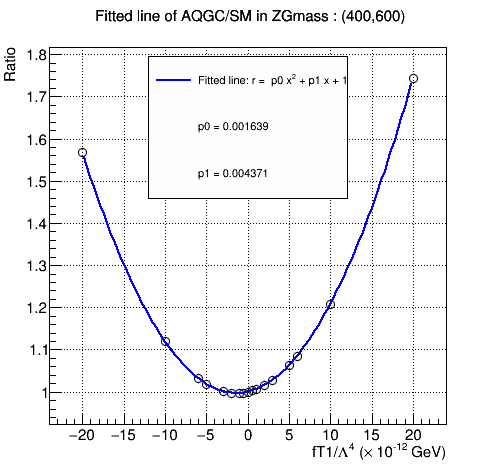 Fitted line of AQGC/SM in ZGmass : (400,600)
Ratio
1.8
1.7
1.6
1.5
1.4
1.3
1.2
1.1
1
Fitted line: r = p0 x² + p1 x + 1
p0 = 0.001639
p1 = 0.004371
−20 −15 −10 −5 0 5 10 15 20
fT1/Λ⁴ (× 10⁻¹² GeV)